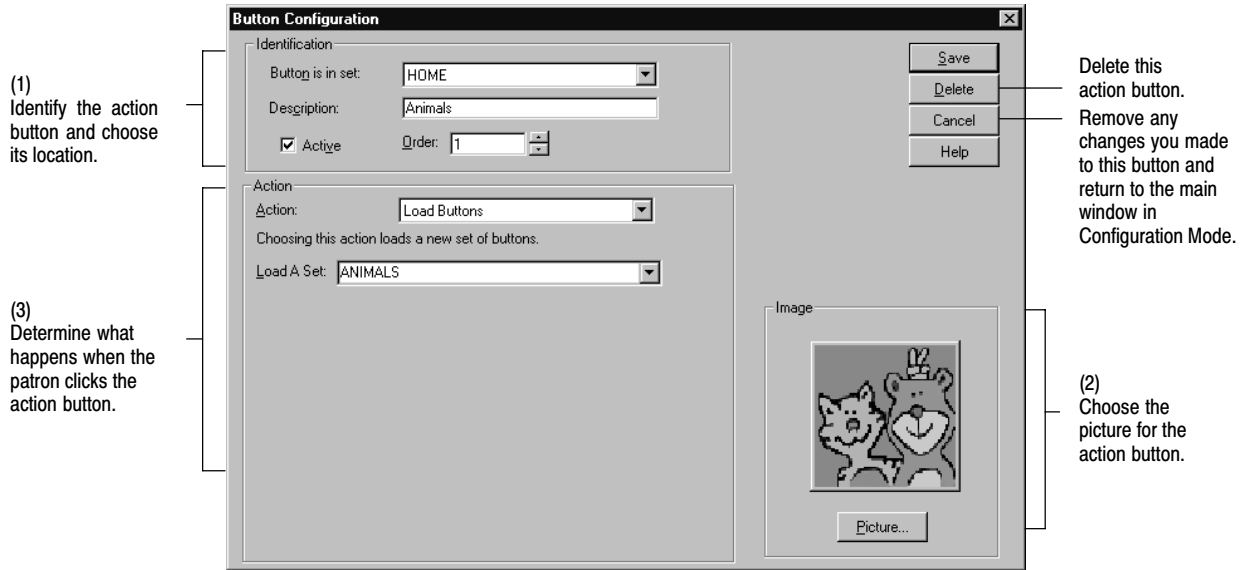 Button Configuration
Identification
Button is in set:
HOME
Description:
Animals
Active
Order:
1
Save
Delete
Cancel
Help
Action
Action:
Load Buttons
Choosing this action loads a new set of buttons.
Load A Set:
ANIMALS
Image
Picture...
(1)
Identify the action
button and choose
its location.
(3)
Determine what
happens when the
patron clicks the
action button.
Delete this
action button.
Remove any
changes you made
to this button and
return to the main
window in
Configuration Mode.
(2)
Choose the
picture for the
action button.